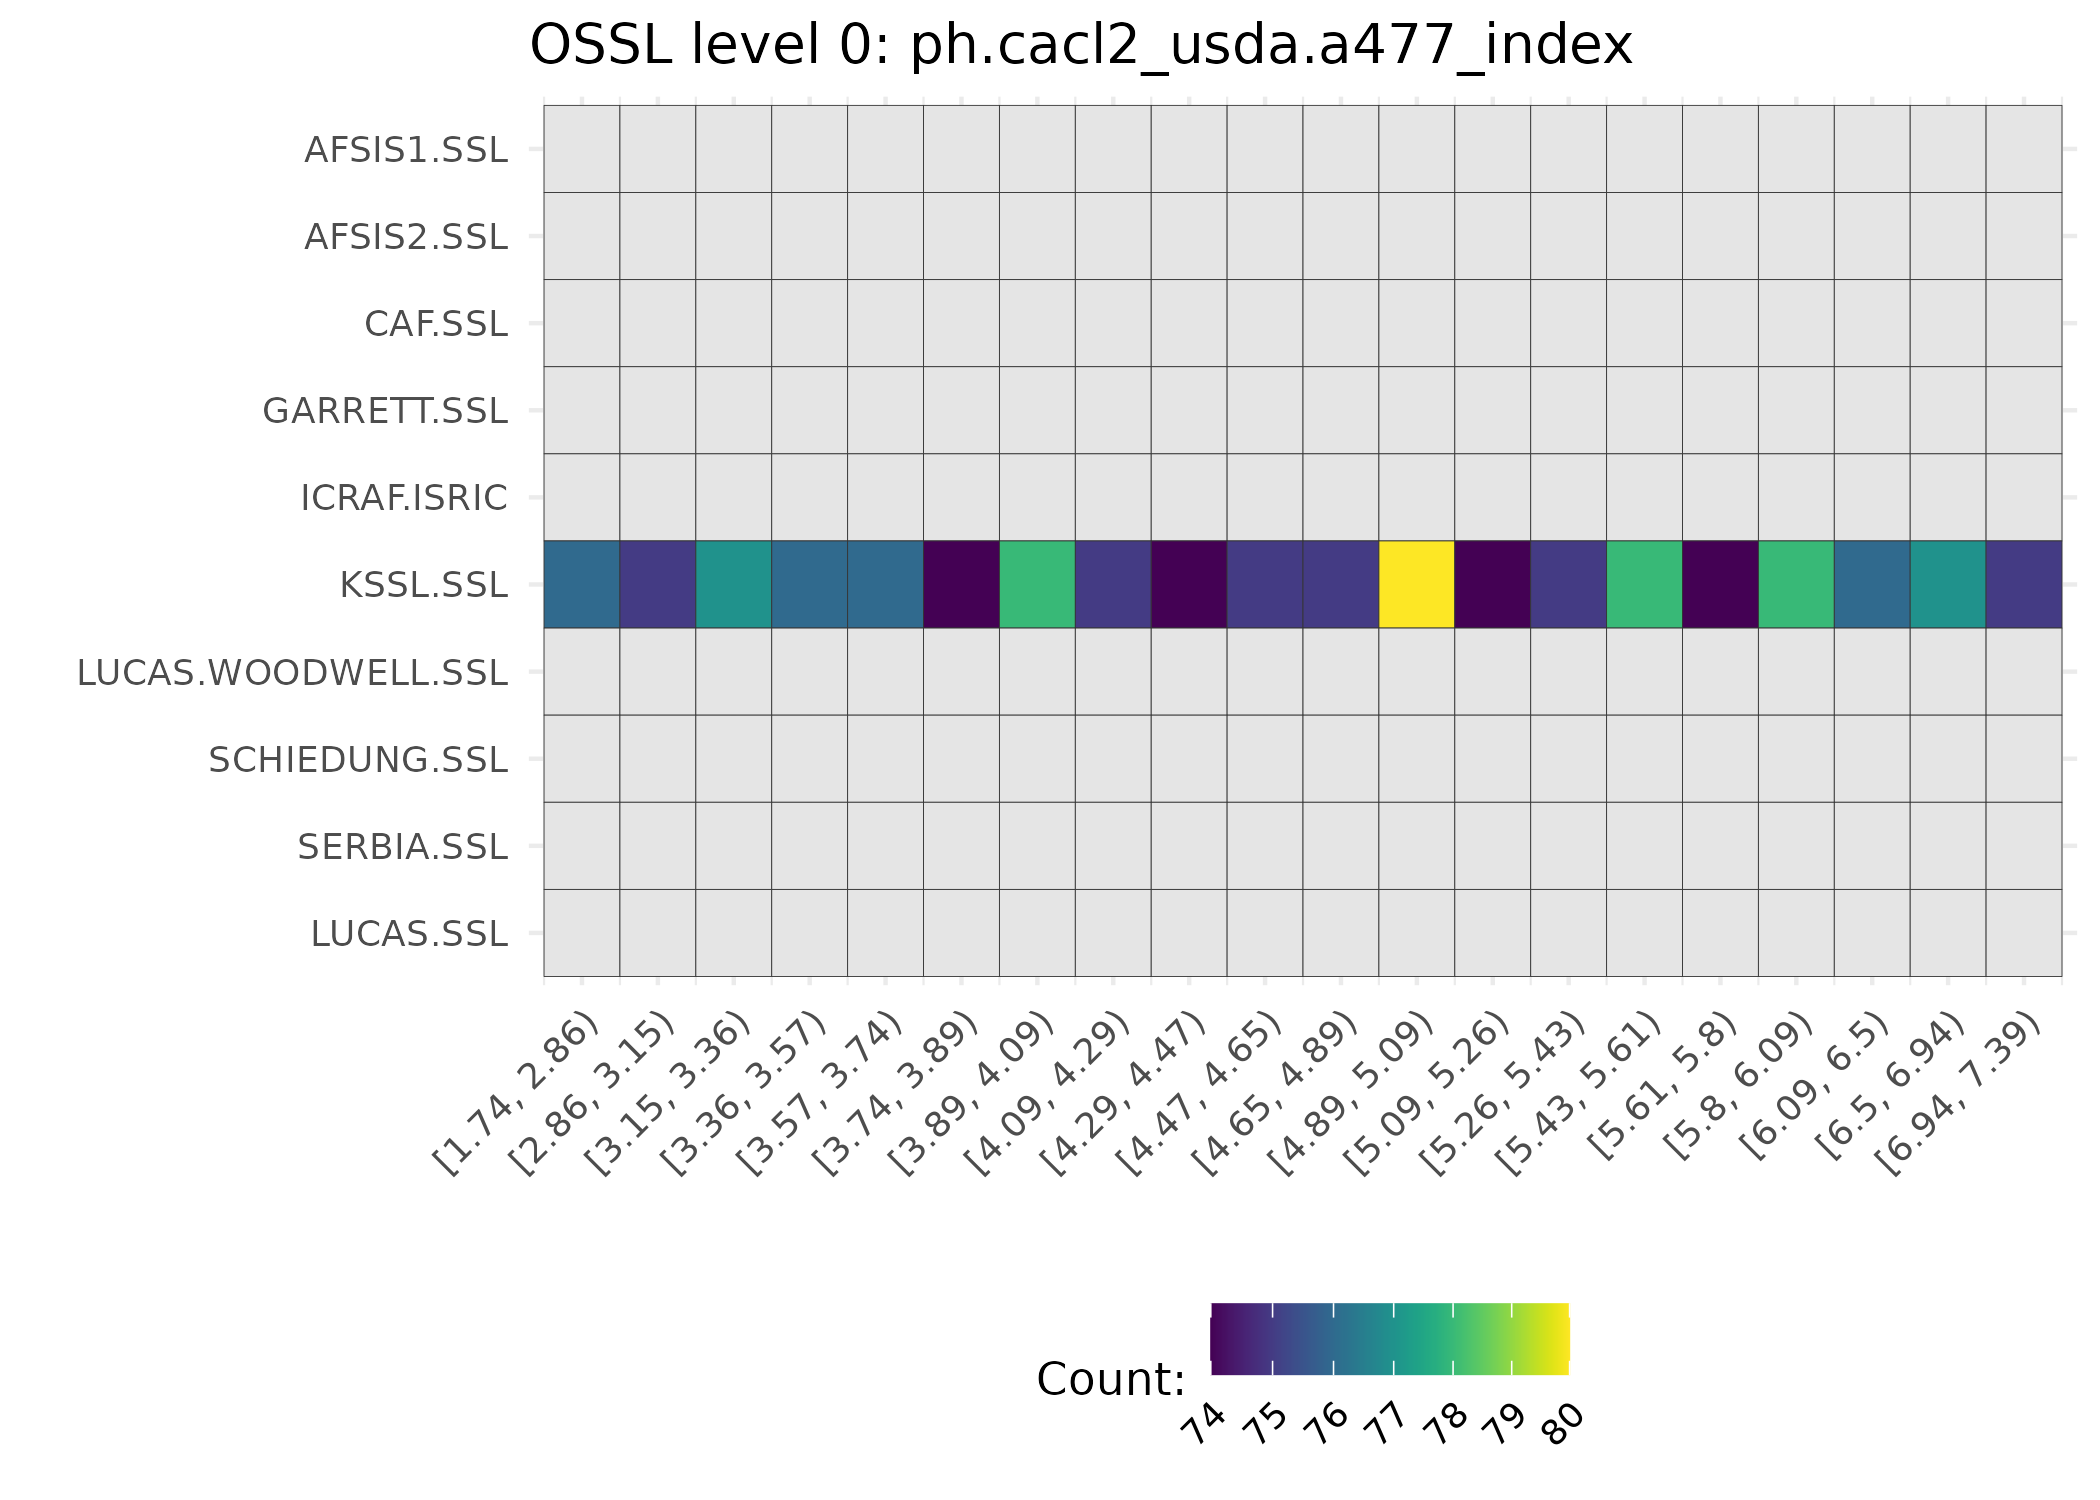 OSSL level 0: ph.cacl2_usda.a477_index
AFSIS1.SSL
AFSIS2.SSL
CAF.SSL
GARRETT.SSL
ICRAF.ISRIC
KSSL.SSL
LUCAS.WOODWELL.SSL
SCHIEDUNG.SSL
SERBIA.SSL
LUCAS.SSL
[1.74, 2.86)
[2.86, 3.15)
[3.15, 3.36)
[3.36, 3.57)
[3.57, 3.74)
[3.74, 3.89)
[3.89, 4.09)
[4.09, 4.29)
[4.29, 4.47)
[4.47, 4.65)
[4.65, 4.89)
[4.89, 5.09)
[5.09, 5.26)
[5.26, 5.43)
[5.43, 5.61)
[5.61, 5.8)
[5.8, 6.09)
[6.09, 6.5)
[6.5, 6.94)
[6.94, 7.39)
Count:
74
75
76
77
78
79
80